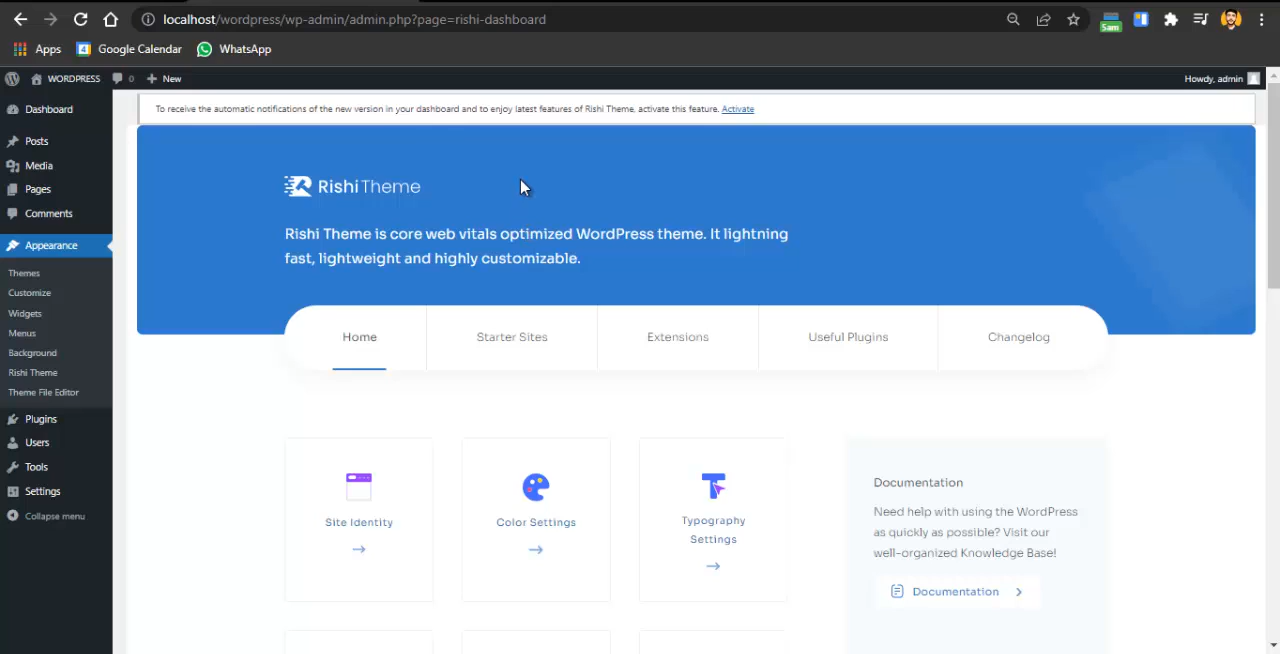 localhost/wordpress/wp-admin/admin.php?page=rishi-dashboard
Sam
Apps
4
Google Calendar
WhatsApp
WORDPRESS
0
New
Howdy, admin
Dashboard
Posts
Media
Pages
Comments
Appearance
Themes
Customize
Widgets
Menus
Background
Rishi Theme
Theme File Editor
Plugins
Users
Tools
Settings
Collapse menu
To receive the automatic notifications of the new version in your dashboard and to enjoy latest features of Rishi Theme, activate this feature. Activate
RishiTheme
Rishi Theme is core web vitals optimized WordPress theme. It lightning
fast, lightweight and highly customizable.
Home
Starter Sites
Extensions
Useful Plugins
Changelog
Site Identity
Color Settings
Typography
Settings
Documentation
Need help with using the WordPress
as quickly as possible? Visit our
well-organized Knowledge Base!
Documentation